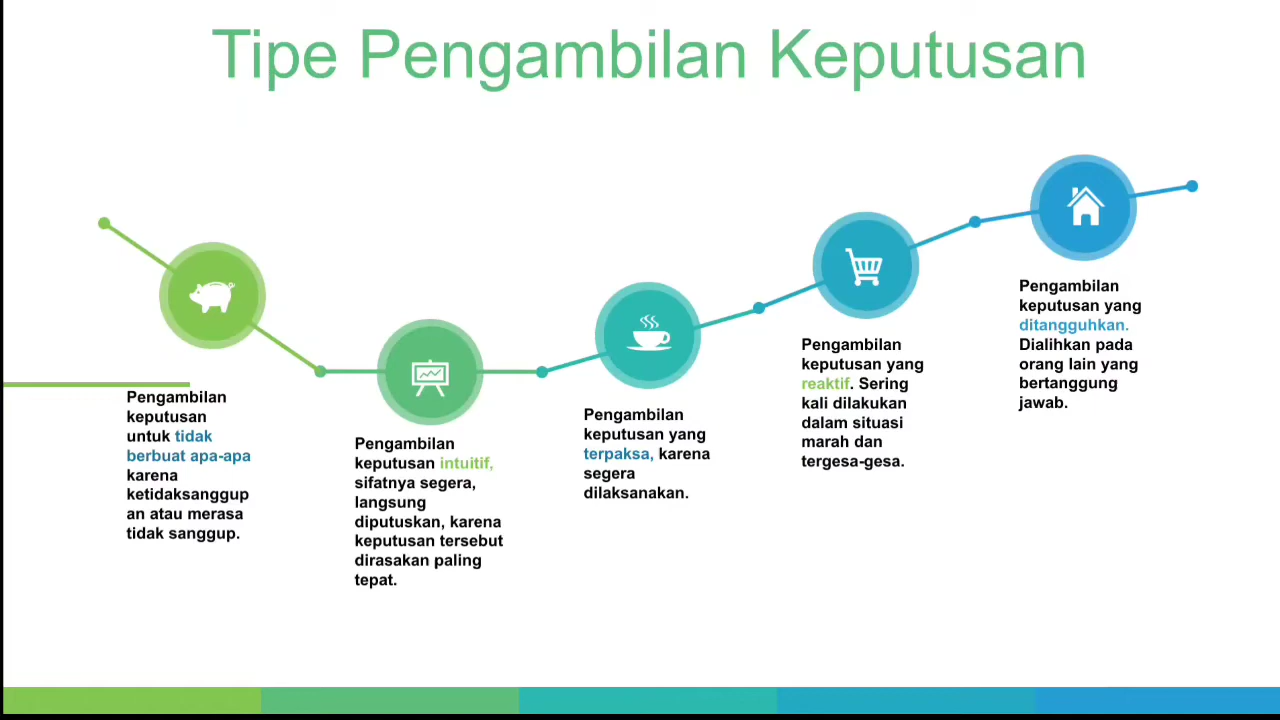 Tipe Pengambilan Keputusan
Pengambilan
keputusan
untuk tidak
berbuat apa-apa
karena
ketidaksanggup
an atau merasa
tidak sanggup.
Pengambilan
keputusan intuitif,
sifatnya segera,
langsung
diputuskan, karena
keputusan tersebut
dirasakan paling
tepat.
Pengambilan
keputusan yang
terpaksa, karena
segera
dilaksanakan.
Pengambilan
keputusan yang
reaktif. Sering
kali dilakukan
dalam situasi
marah dan
tergesa-gesa.
Pengambilan
keputusan yang
ditangguhkan.
Dialihkan pada
orang lain yang
bertanggung
jawab.